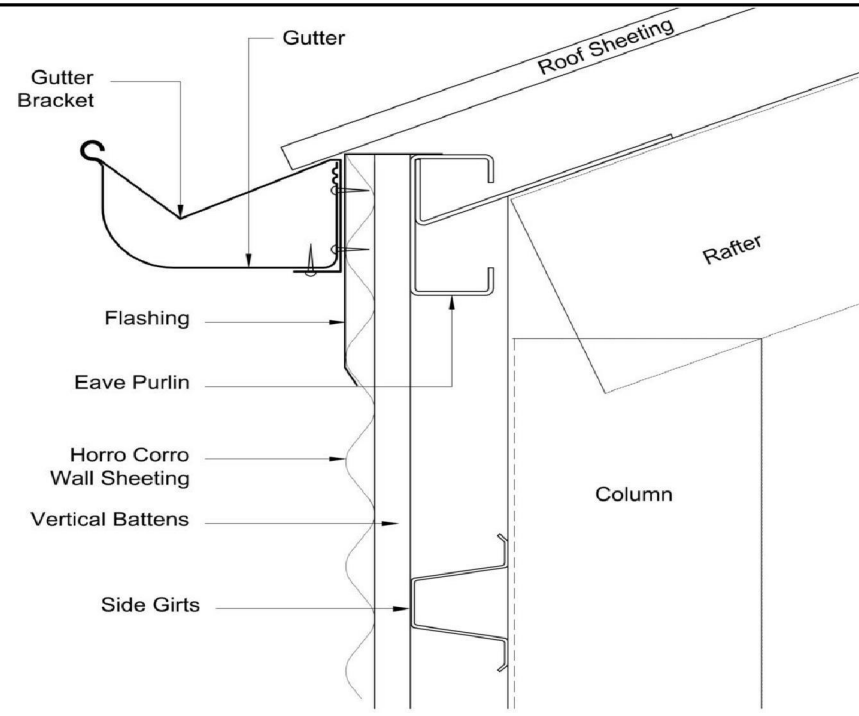 Gutter
Roof Sheeting
Gutter
Bracket
Rafter
Flashing
Eave Purlin
Horro Corro
Wall Sheeting
Column
Vertical Battens
Side Girts